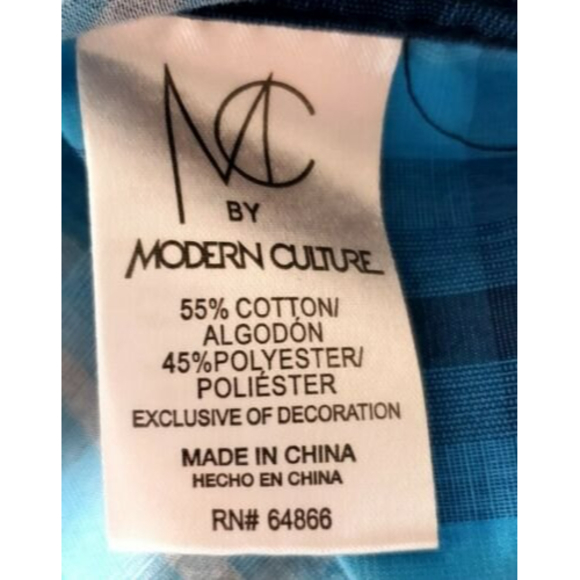 MC
BY
MODERN CULTURE
55% COTTON/
ALGODÓN
45%POLYESTER/
POLIÉSTER
EXCLUSIVE OF DECORATION
MADE IN CHINA
HECHO EN CHINA
RN# 64866